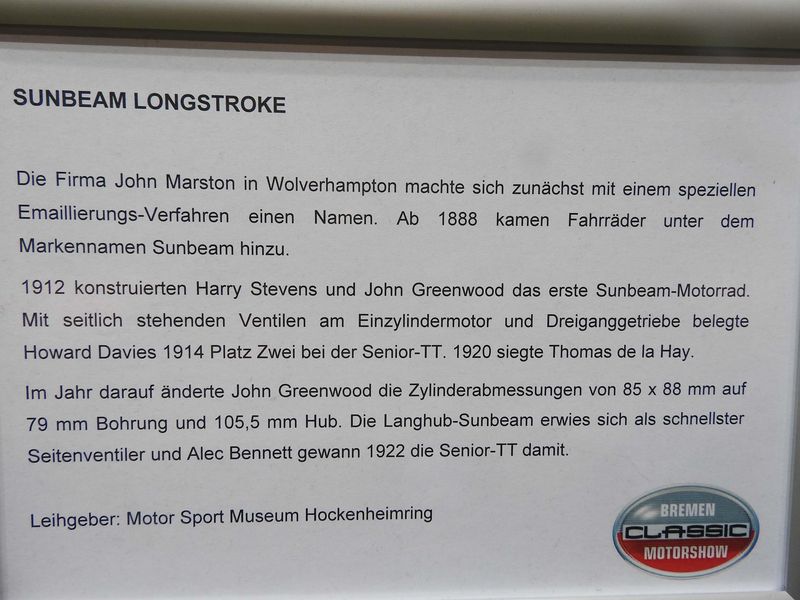 SUNBEAM LONGSTROKE
Die Firma John Marston in Wolverhampton machte sich zunächst mit einem speziellen
Emaillierungs-Verfahren einen Namen. Ab 1888 kamen Fahrräder unter dem
Markennamen Sunbeam hinzu.
1912 konstruierten Harry Stevens und John Greenwood das erste Sunbeam-Motorrad.
Mit seitlich stehenden Ventilen am Einzylindermotor und Dreiganggetriebe belegte
Howard Davies 1914 Platz Zwei bei der Senior-TT. 1920 siegte Thomas de la Hay.
Im Jahr darauf änderte John Greenwood die Zylinderabmessungen von 85 x 88 mm auf
79 mm Bohrung und 105,5 mm Hub. Die Langhub-Sunbeam erwies sich als schnellster
Seitenventiler und Alec Bennett gewann 1922 die Senior-TT damit.
Leihgeber: Motor Sport Museum Hockenheimring
BREMEN
CLASSIC
MOTORSHOW